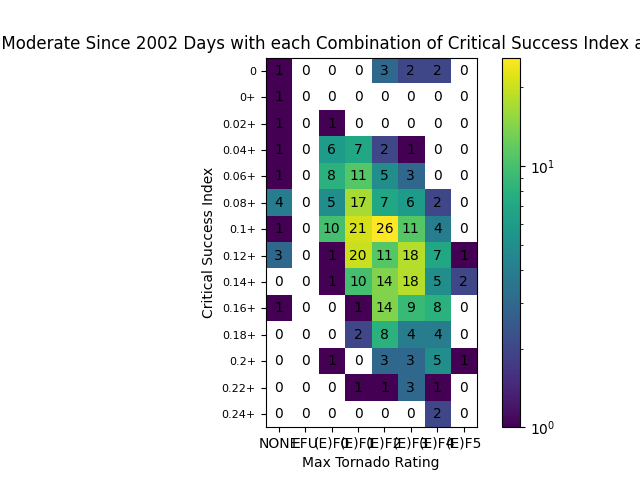 Moderate Since 2002 Days with each Combination of Critical Success Index a
0 1 0 0 0 3 2 2 0
0+ 1 0 0 0 0 0 0 0
0.02+ 1 0 1 0 0 0 0 0
0.04+ 1 0 6 7 2 1 0 0
0.06+ 1 0 8 11 5 3 0 0
0.08+ 4 0 5 17 7 6 2 0
0.1+ 1 0 10 21 26 11 4 0
0.12+ 3 0 1 20 11 18 7 1
0.14+ 0 0 1 10 14 18 5 2
0.16+ 1 0 0 1 14 9 8 0
0.18+ 0 0 0 2 8 4 4 0
0.2+ 0 0 1 0 3 3 5 1
0.22+ 0 0 0 1 1 3 1 0
0.24+ 0 0 0 0 0 0 2 0
NONE EFU (E)F0 (E)F1 (E)F2 (E)F3 (E)F4 (E)F5
Max Tornado Rating
Critical Success Index
10¹
10⁰